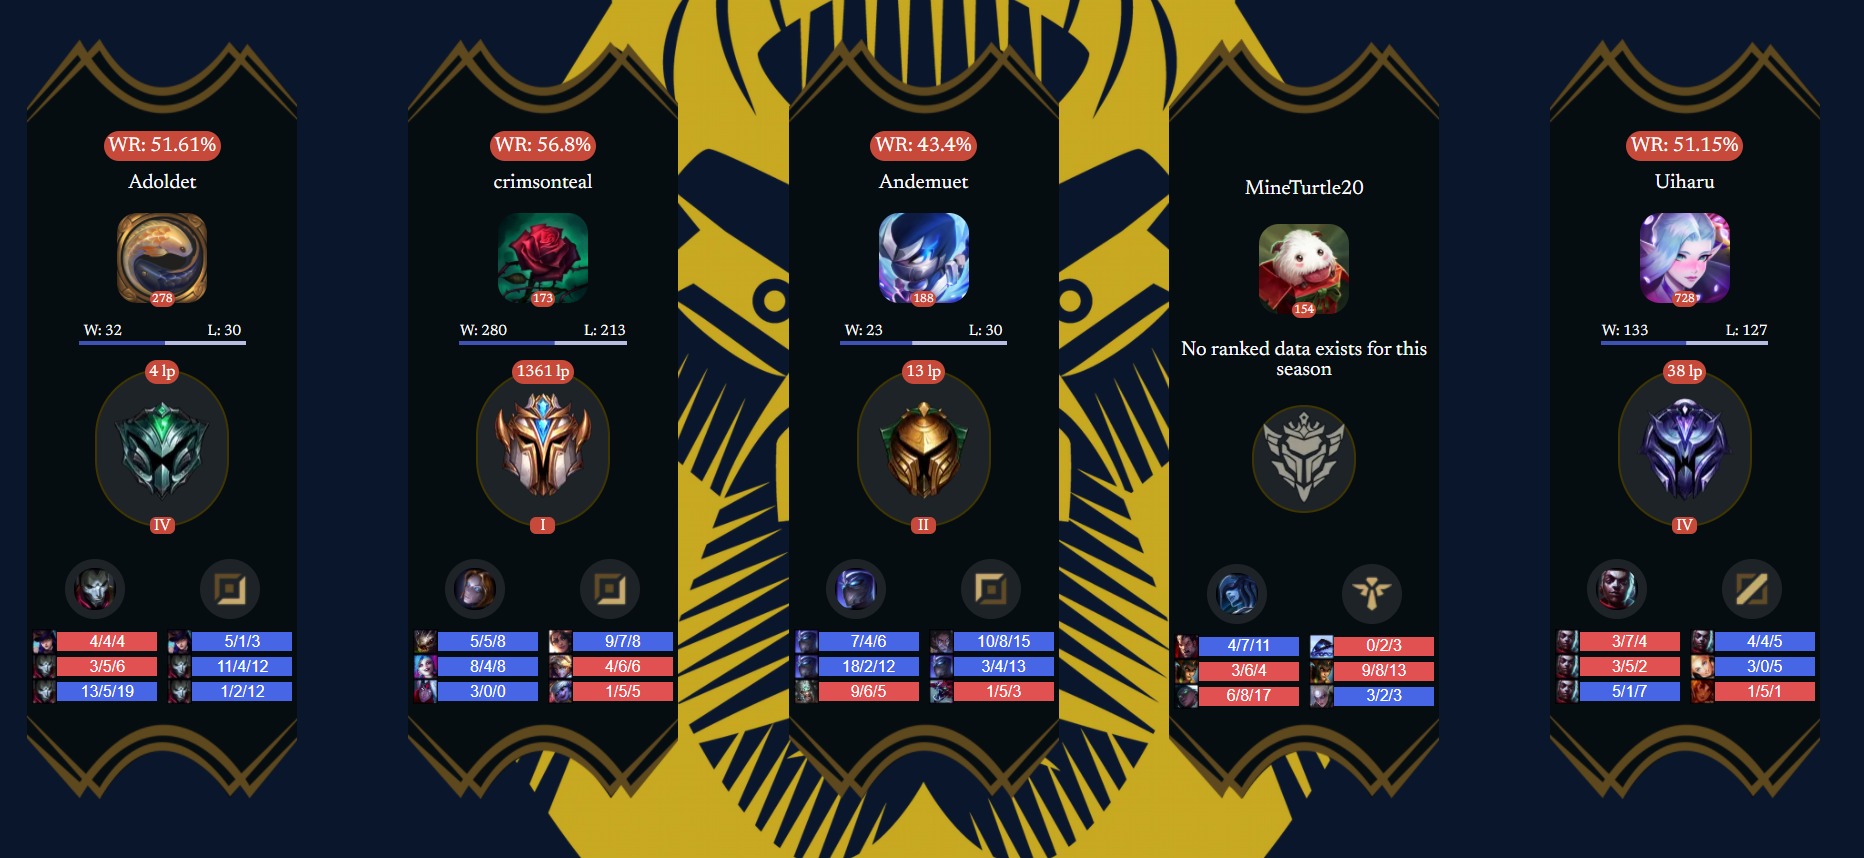 WR: 51.61%
Adoldet
278
W: 32 L: 30
4 lp
IV
4/4/4 5/1/3
3/5/6 11/4/12
13/5/19 1/2/12
WR: 56.8%
crimsonteal
173
W: 280 L: 213
1361 lp
I
5/5/8 9/7/8
8/4/8 4/6/6
3/0/0 1/5/5
WR: 43.4%
Andemuet
188
W: 23 L: 30
13 lp
II
7/4/6 10/8/15
18/2/12 3/4/13
9/6/5 1/5/3
MineTurtle20
154
No ranked data exists for this
season
4/7/11 0/2/3
3/6/4 9/8/13
6/8/17 3/2/3
WR: 51.15%
Uiharu
728
W: 133 L: 127
38 lp
IV
3/7/4 4/4/5
3/5/2 3/0/5
5/1/7 1/5/1